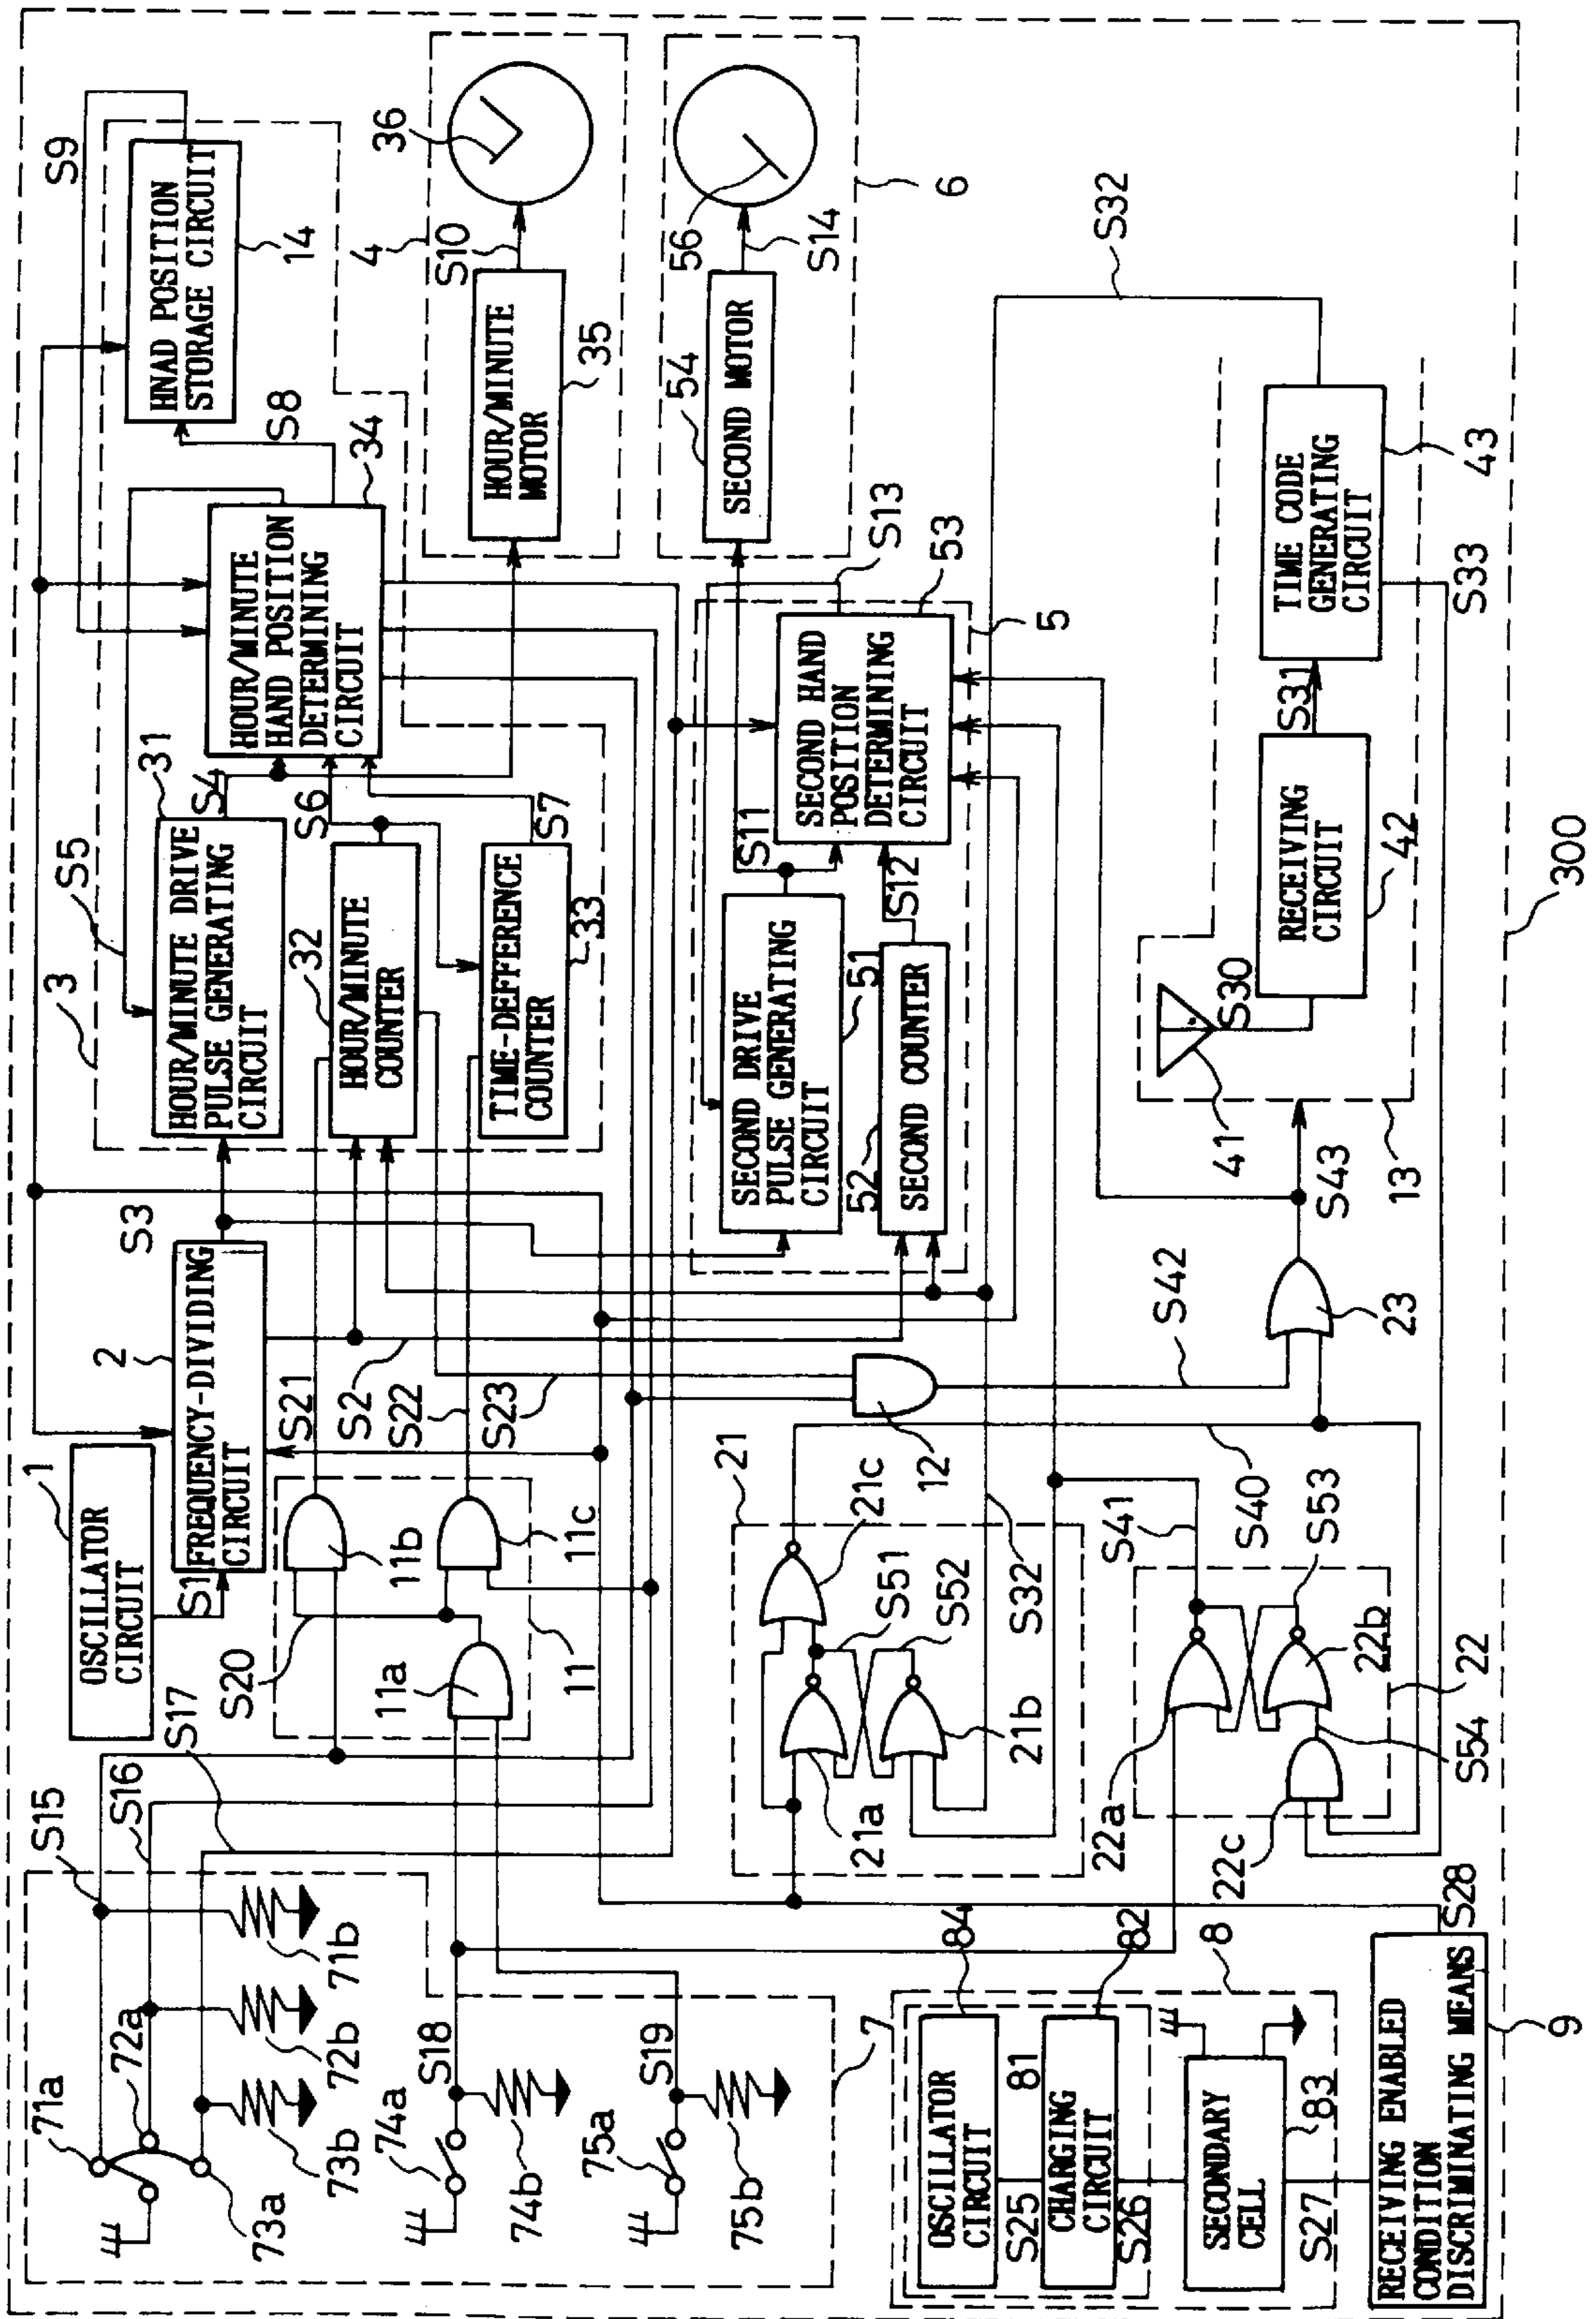 S9
HNAD POSITION
STORAGE CIRCUIT
14
S8
4
36
S10
HOUR/MINUTE
MOTOR
35
56
S14
6
54
SECOND MOTOR
S32
S5
3
31
HOUR/MINUTE DRIVE
PULSE GENERATING
CIRCUIT
S4
HOUR/MINUTE
HAND POSITION
DETERMINING
CIRCUIT
34
S6
32
HOUR/MINUTE
COUNTER
S7
TIME-DEFFERENCE
COUNTER
33
S13
53
SECOND HAND
POSITION
DETERMINING
CIRCUIT
5
S11
SECOND DRIVE
PULSE GENERATING
CIRCUIT
51
S12
52
SECOND COUNTER
TIME CODE
GENERATING
CIRCUIT
43
S33
S31
RECEIVING
CIRCUIT
42
S30
41
13
S43
300
1
OSCILLATOR
CIRCUIT
S1
2
FREQUENCY-DIVIDING
CIRCUIT
S3
S21
S2
S22
S23
S20
11a
11b
11c
11
S17
12
S42
23
21
21c
S51
S52
21a
21b
S32
S41
S40
S53
22a
22b
22
22c
S54
S15
S16
71a
72a
73a
71b
72b
73b
74a
S18
74b
75a
S19
75b
7
84
OSCILLATOR
CIRCUIT
S25
81
82
CHARGING
CIRCUIT
S26
8
SECONDARY
CELL
83
S27
S28
RECEIVING ENABLED
CONDITION
DISCRIMINATING MEANS
9